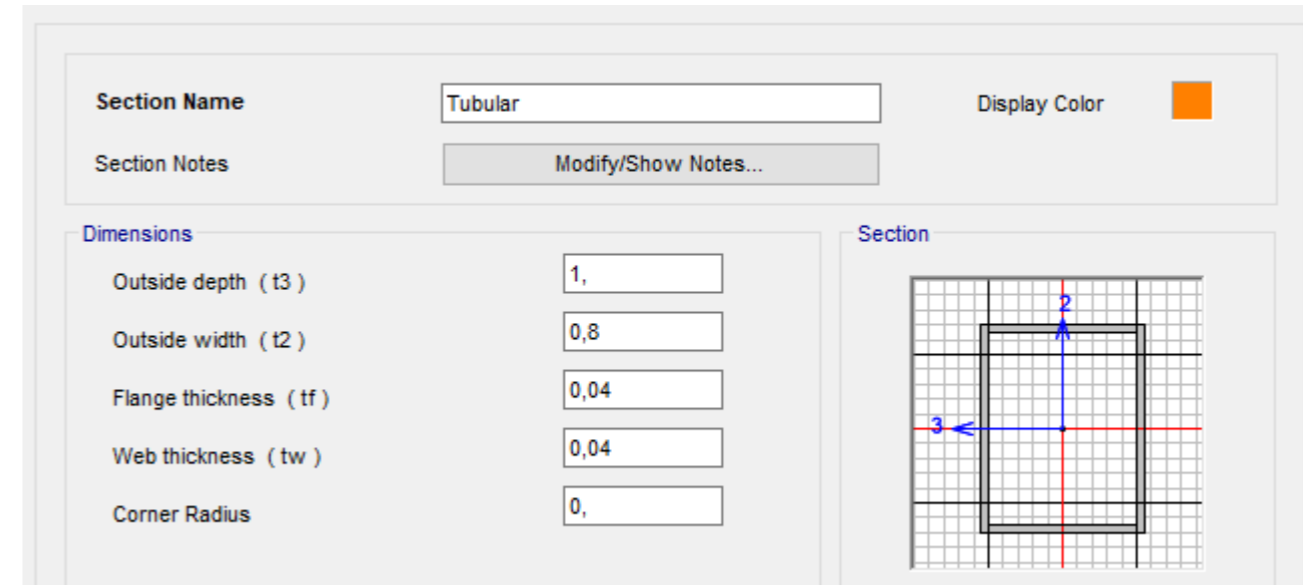 Section Name Tubular Display Color
Section Notes Modify/Show Notes...
Dimensions
Outside depth ( t3 ) 1,
Outside width ( t2 ) 0,8
Flange thickness ( tf ) 0,04
Web thickness ( tw ) 0,04
Corner Radius 0,
Section
2
3